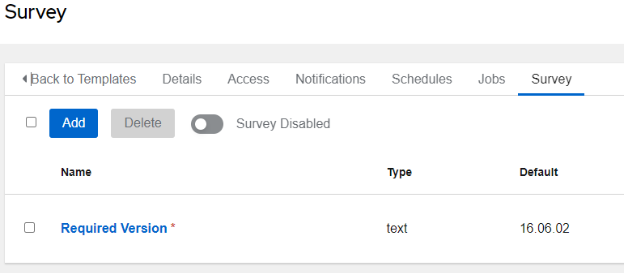 Survey
Back to Templates Details Access Notifications Schedules Jobs Survey
Add Delete Survey Disabled
Name Type Default
Required Version * text 16.06.02